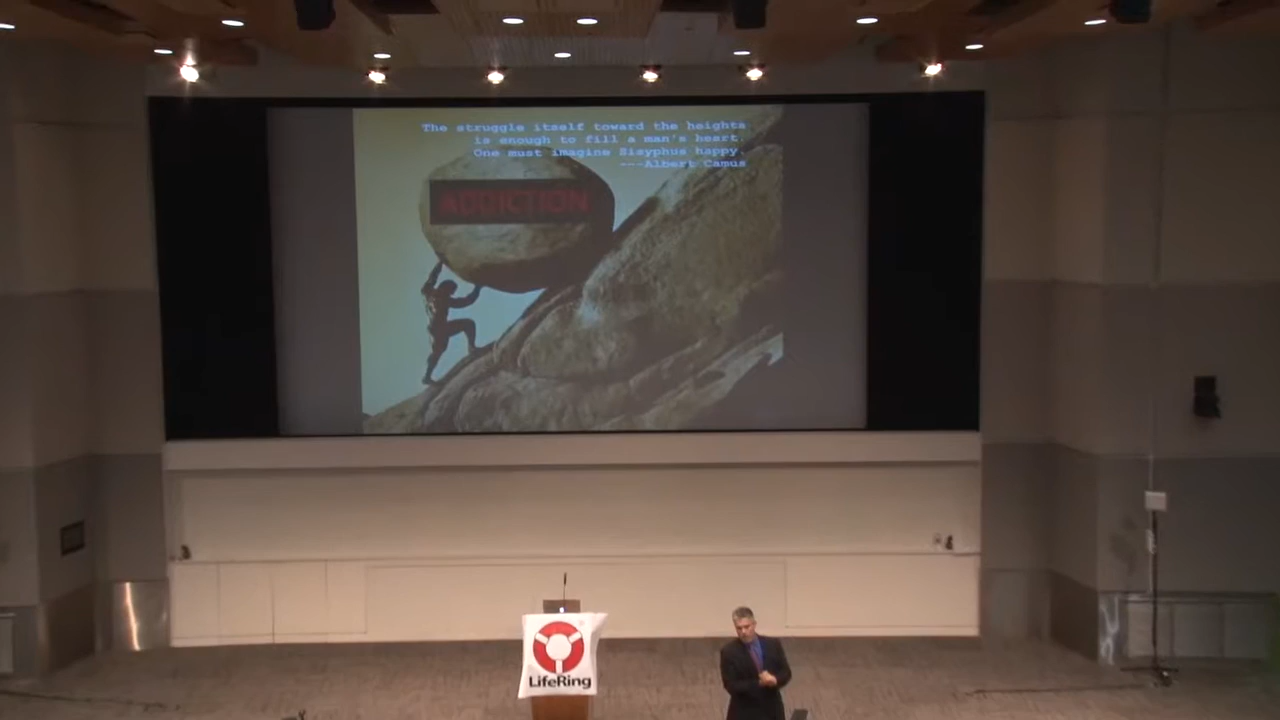 The struggle itself toward the heights
is enough to fill a man's heart.
One must imagine Sisyphus happy.
---Albert Camus
ADDICTION
LifeRing